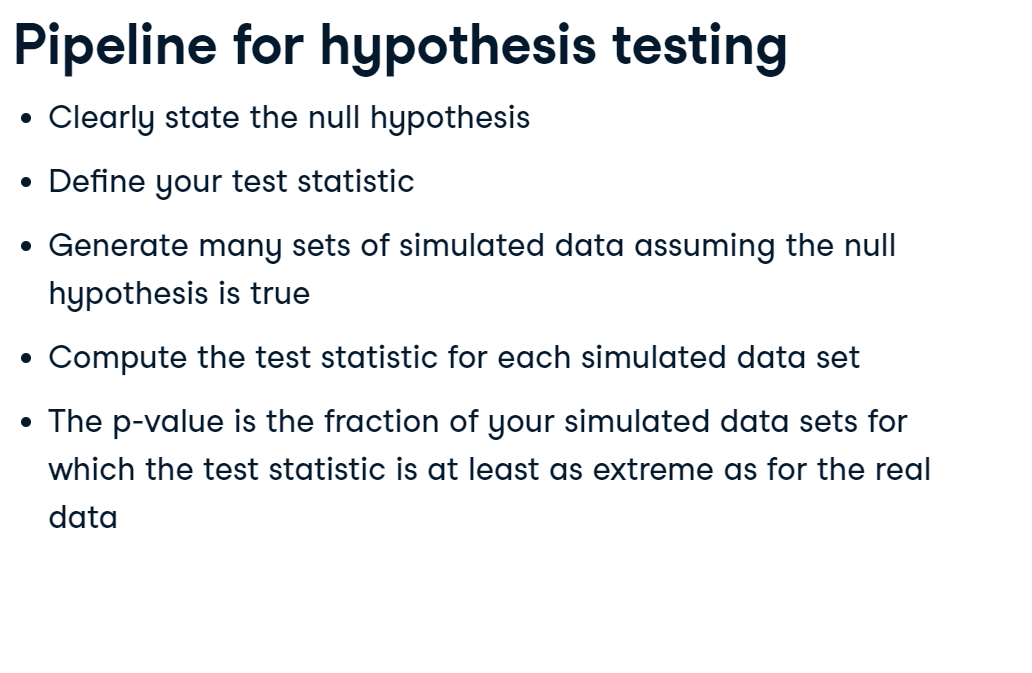 Pipeline for hypothesis testing
• Clearly state the null hypothesis
• Define your test statistic
• Generate many sets of simulated data assuming the null
hypothesis is true
• Compute the test statistic for each simulated data set
• The p-value is the fraction of your simulated data sets for
which the test statistic is at least as extreme as for the real
data